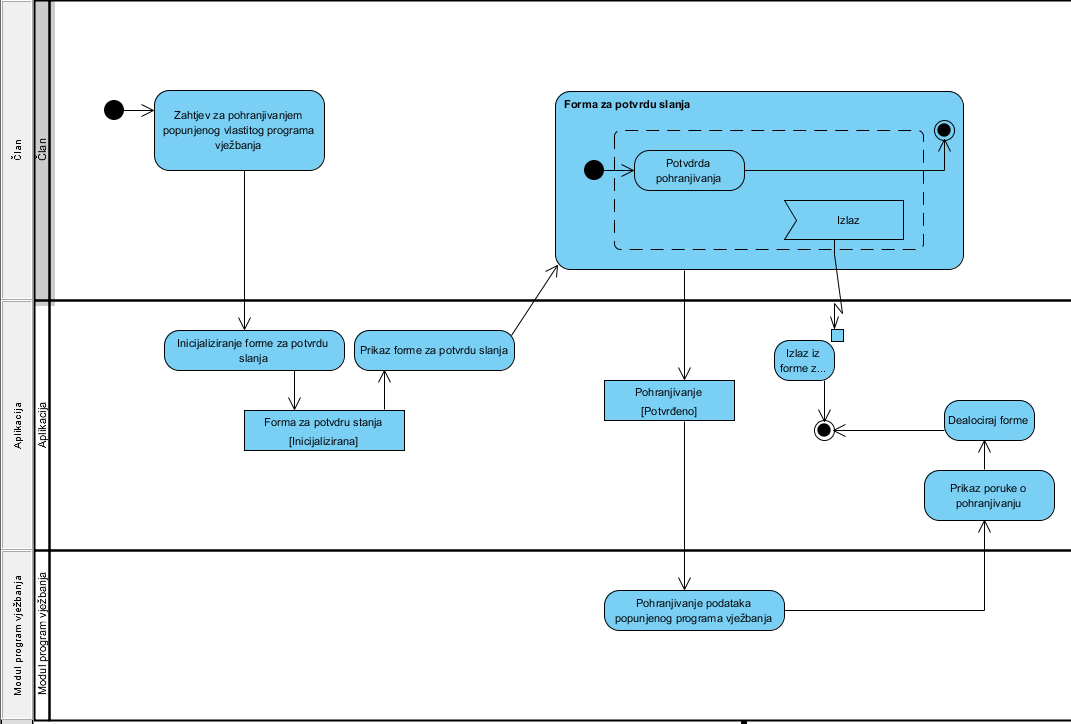 Član
Član
Zahtjev za pohranjivanjem
popunjenog vlastitog programa
vježbanja
Forma za potvrdu slanja
Potvdrda
pohranjivanja
Izlaz
Aplikacija
Aplikacija
Inicijaliziranje forme za potvrdu
slanja
Prikaz forme za potvrdu slanja
Forma za potvdru stanja
[Inicijalizirana]
Pohranjivanje
[Potvrđeno]
Izlaz iz
forme z...
Dealociraj forme
Prikaz poruke o
pohranjivanju
Modul program vježbanja
Modul program vježbanja
Pohranjivanje podataka
popunjenog programa vježbanja